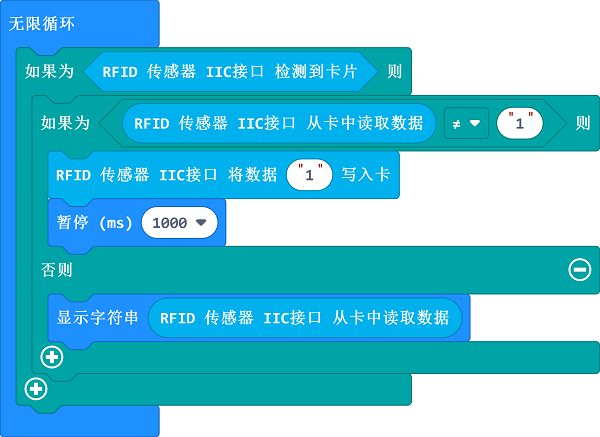 无限循环
如果为 RFID 传感器 IIC接口 检测到卡片 则
如果为 RFID 传感器 IIC接口 从卡中读取数据 ≠ "1" 则
RFID 传感器 IIC接口 将数据 "1" 写入卡
暂停 (ms) 1000
否则
显示字符串 RFID 传感器 IIC接口 从卡中读取数据